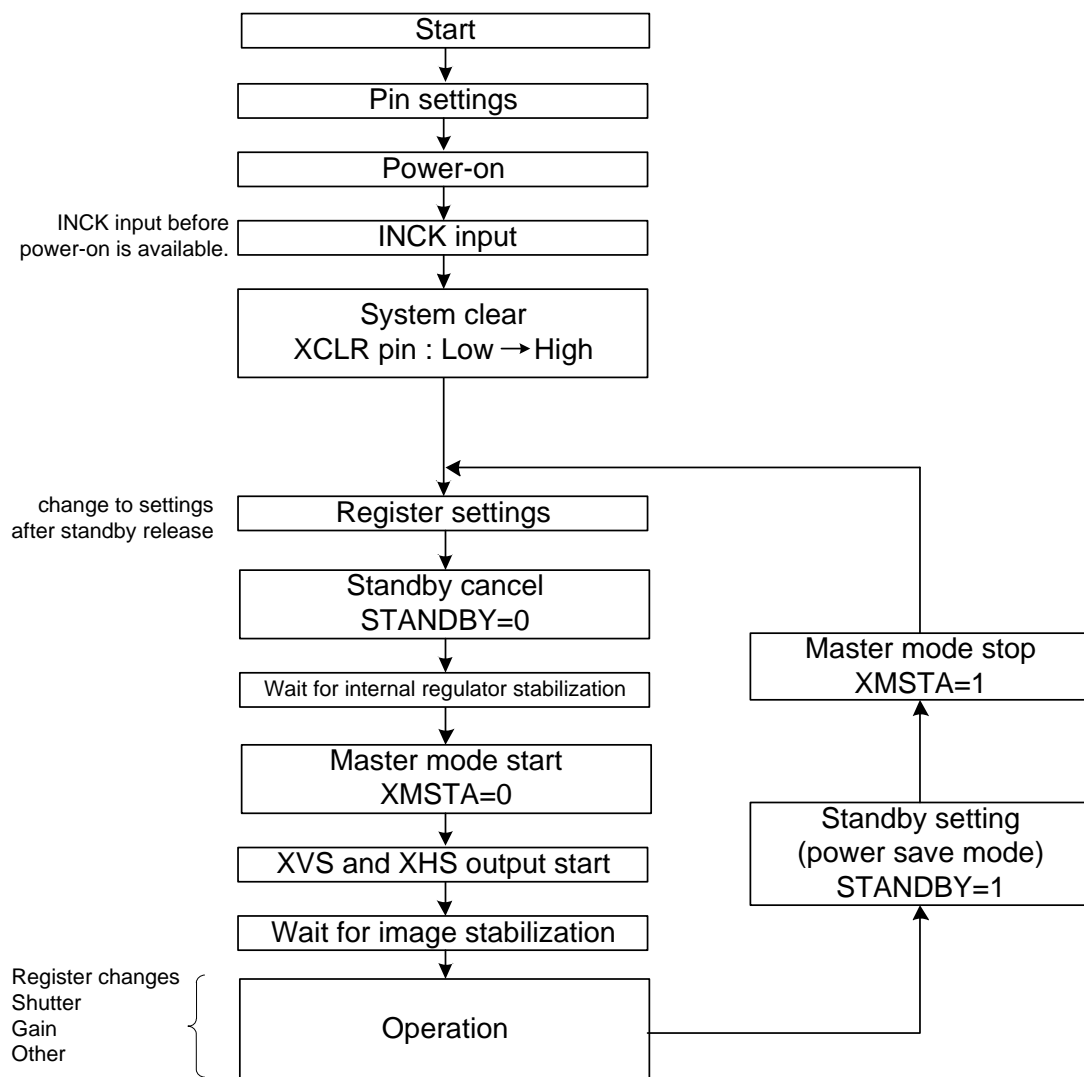 Start
Pin settings
Power-on
INCK input before
power-on is available.
INCK input
System clear
XCLR pin : Low → High
change to settings
after standby release
Register settings
Standby cancel
STANDBY=0
Wait for internal regulator stabilization
Master mode start
XMSTA=0
XVS and XHS output start
Wait for image stabilization
Register changes
Shutter
Gain
Other
Operation
Standby setting
(power save mode)
STANDBY=1
Master mode stop
XMSTA=1